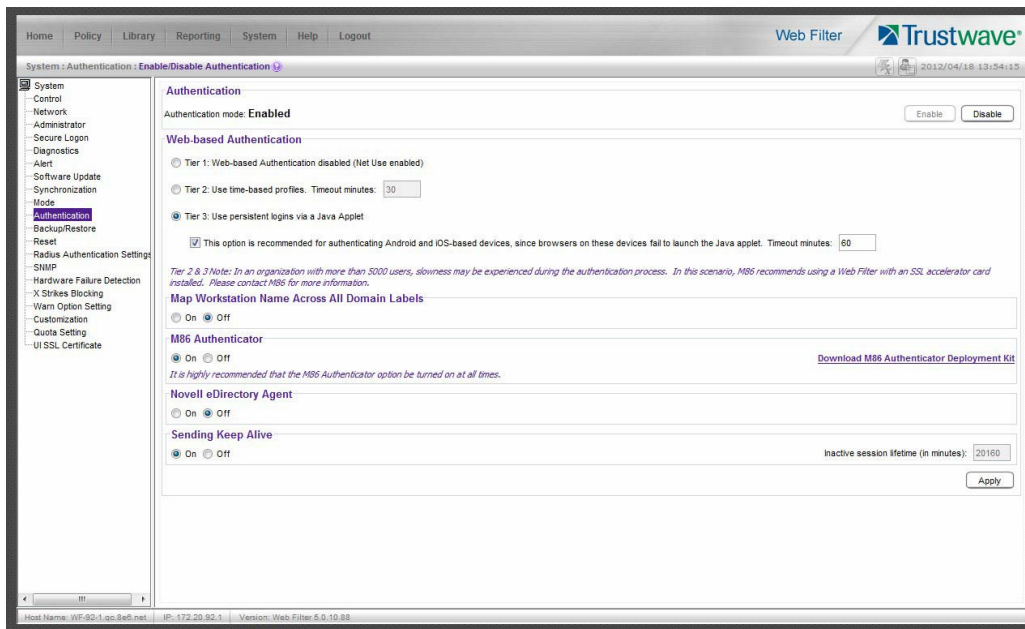 Home Policy Library Reporting System Help Logout
Web Filter
Trustwave®
System : Authentication : Enable/Disable Authentication
2012/04/18 13:54:15
System
Control
Network
Administrator
Secure Logon
Diagnostics
Alert
Software Update
Synchronization
Mode
Authentication
Backup/Restore
Reset
Radius Authentication Settings
SNMP
Hardware Failure Detection
X Strikes Blocking
Warn Option Setting
Customization
Quota Setting
UI SSL Certificate
Authentication
Authentication mode: Enabled
Enable Disable
Web-based Authentication
Tier 1: Web-based Authentication disabled (Net Use enabled)
Tier 2: Use time-based profiles. Timeout minutes: 30
Tier 3: Use persistent logins via a Java Applet
This option is recommended for authenticating Android and iOS-based devices, since browsers on these devices fail to launch the Java applet. Timeout minutes: 60
Tier 2 & 3 Note: In an organization with more than 5000 users, slowness may be experienced during the authentication process. In this scenario, M86 recommends using a Web Filter with an SSL accelerator card
installed. Please contact M86 for more information.
Map Workstation Name Across All Domain Labels
On Off
M86 Authenticator
On Off
Download M86 Authenticator Deployment Kit
It is highly recommended that the M86 Authenticator option be turned on at all times.
Novell eDirectory Agent
On Off
Sending Keep Alive
On Off
Inactive session lifetime (in minutes): 20160
Apply
Host Name: WF-92-1.qc.8e6.net IP: 172.20.92.1 Version: Web Filter 5.0.10.88